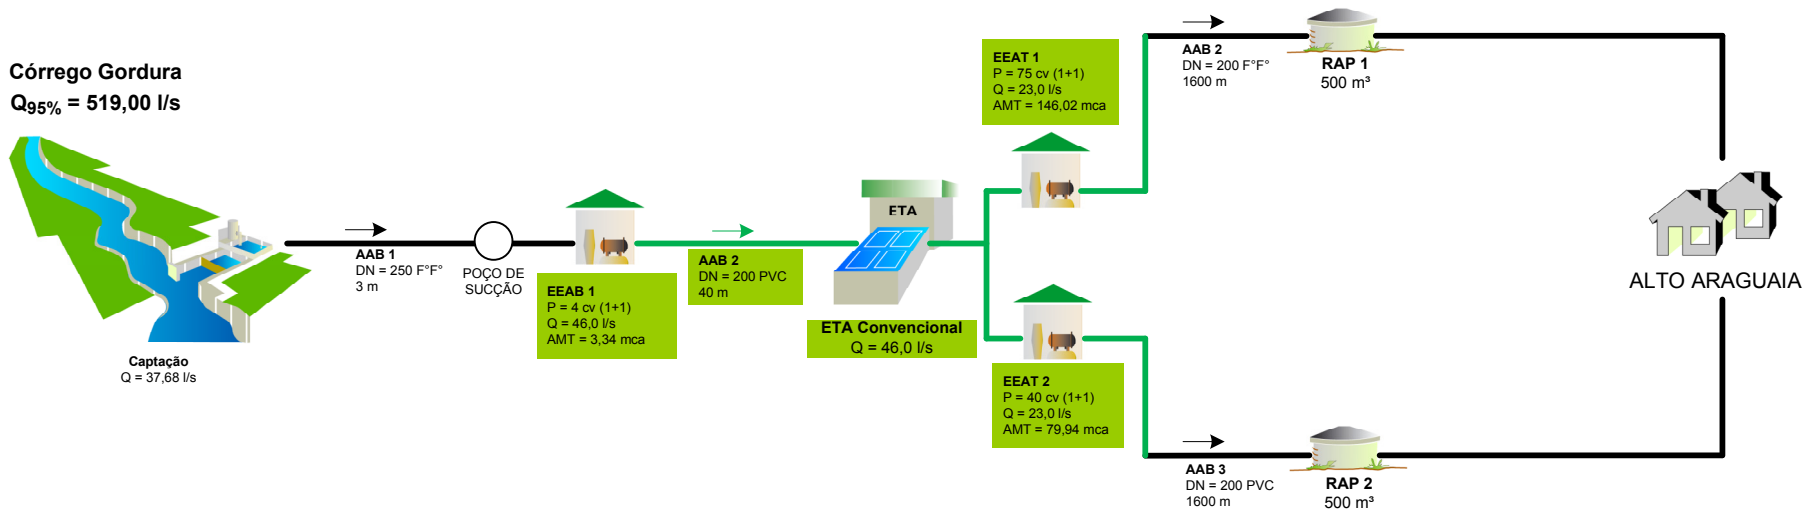 Córrego Gordura
Q95% = 519,00 l/s
Captação
Q = 37,68 l/s
AAB 1
DN = 250 F°F°
3 m
POÇO DE
SUCÇÃO
EEAB 1
P = 4 cv (1+1)
Q = 46,0 l/s
AMT = 3,34 mca
AAB 2
DN = 200 PVC
40 m
ETA
ETA Convencional
Q = 46,0 l/s
EEAT 1
P = 75 cv (1+1)
Q = 23,0 l/s
AMT = 146,02 mca
EEAT 2
P = 40 cv (1+1)
Q = 23,0 l/s
AMT = 79,94 mca
AAB 2
DN = 200 F°F°
1600 m
RAP 1
500 m³
AAB 3
DN = 200 PVC
1600 m
RAP 2
500 m³
ALTO ARAGUAIA